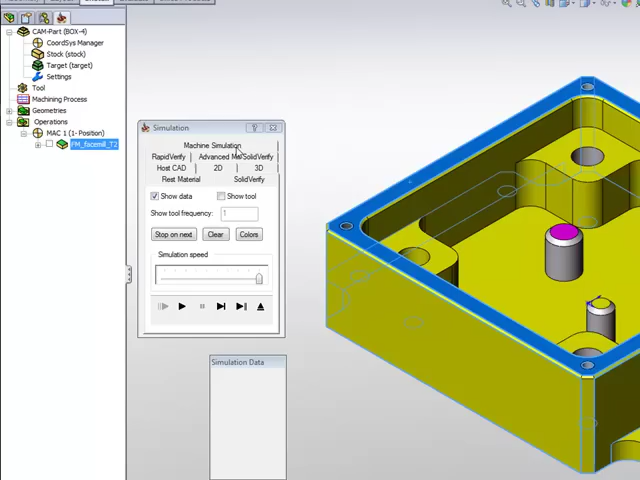 CAM-Part (BOX-4)
CoordSys Manager
Stock (stock)
Target (target)
Settings
Tool
Machining Process
Geometries
Operations
MAC 1 (1- Position)
FM_facemill_T2
Simulation
Machine Simulation
RapidVerify
SolidVerify
Host CAD
2D
3D
Rest Material
SolidVerify
Show data
Show tool
Show tool frequency:
1
Stop on next
Clear
Colors
Simulation speed
Simulation Data